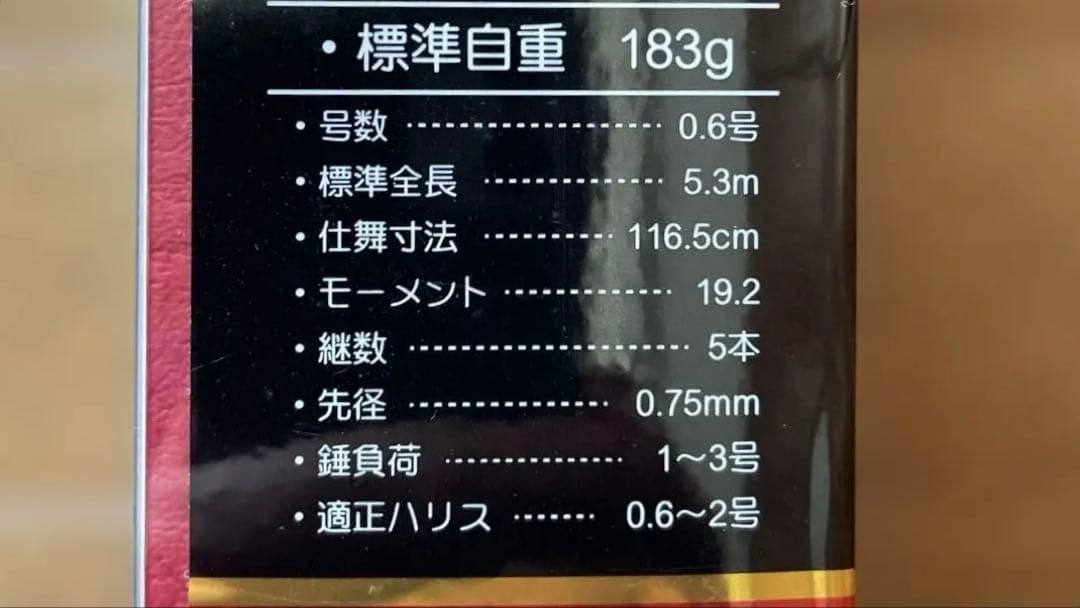 ・標準自重 183g
・号数 ………………………… 0.6号
・標準全長 ………………… 5.3m
・仕舞寸法 …………… 116.5cm
・モーメント ………………… 19.2
・継数 ………………………… 5本
・先径 …………………… 0.75mm
・錘負荷 ………………… 1～3号
・適正ハリス ………… 0.6～2号